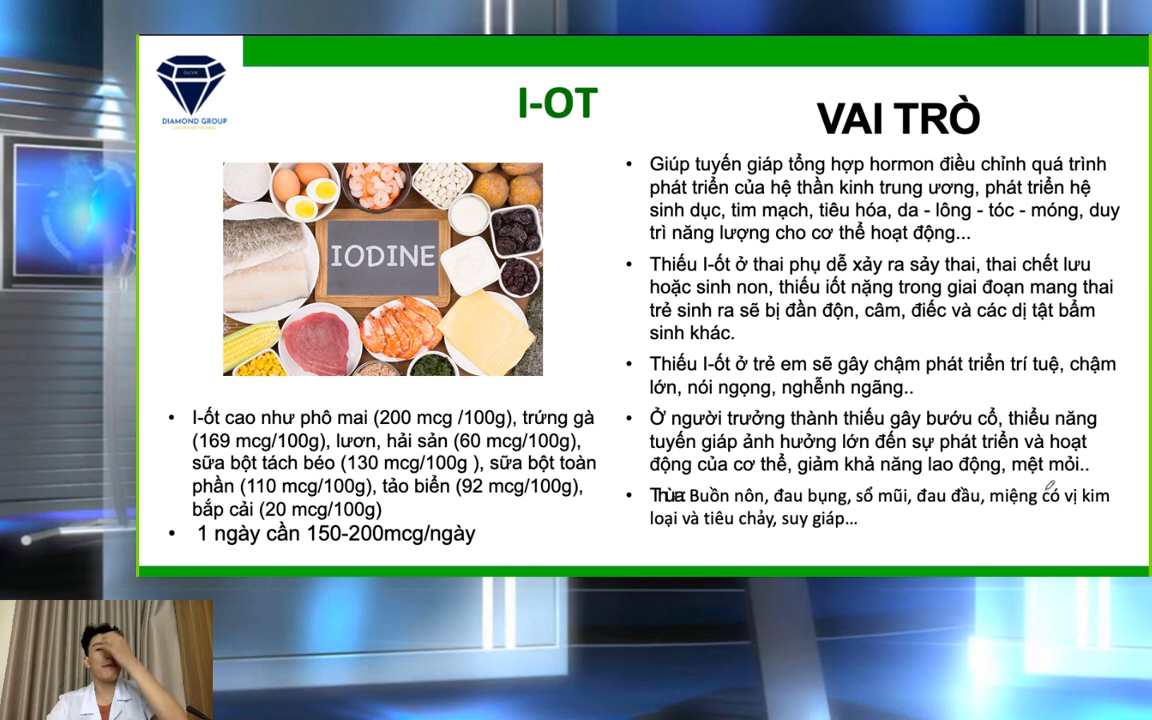 DIAMOND GROUP
I-OT
VAI TRÒ
IODINE
• I-ốt cao như phô mai (200 mcg /100g), trứng gà
(169 mcg/100g), lươn, hải sản (60 mcg/100g),
sữa bột tách béo (130 mcg/100g ), sữa bột toàn
phần (110 mcg/100g), tảo biển (92 mcg/100g),
bắp cải (20 mcg/100g)
• 1 ngày cần 150-200mcg/ngày
• Giúp tuyến giáp tổng hợp hormon điều chỉnh quá trình
phát triển của hệ thần kinh trung ương, phát triển hệ
sinh dục, tim mạch, tiêu hóa, da - lông - tóc - móng, duy
trì năng lượng cho cơ thể hoạt động...
• Thiếu I-ốt ở thai phụ dễ xảy ra sảy thai, thai chết lưu
hoặc sinh non, thiếu iốt nặng trong giai đoạn mang thai
trẻ sinh ra sẽ bị đần độn, câm, điếc và các dị tật bẩm
sinh khác.
• Thiếu I-ốt ở trẻ em sẽ gây chậm phát triển trí tuệ, chậm
lớn, nói ngọng, nghễnh ngãng..
• Ở người trưởng thành thiếu gây bướu cổ, thiểu năng
tuyến giáp ảnh hưởng lớn đến sự phát triển và hoạt
động của cơ thể, giảm khả năng lao động, mệt mỏi..
• Thừa: Buồn nôn, đau bụng, sổ mũi, đau đầu, miệng có vị kim
loại và tiêu chảy, suy giáp...